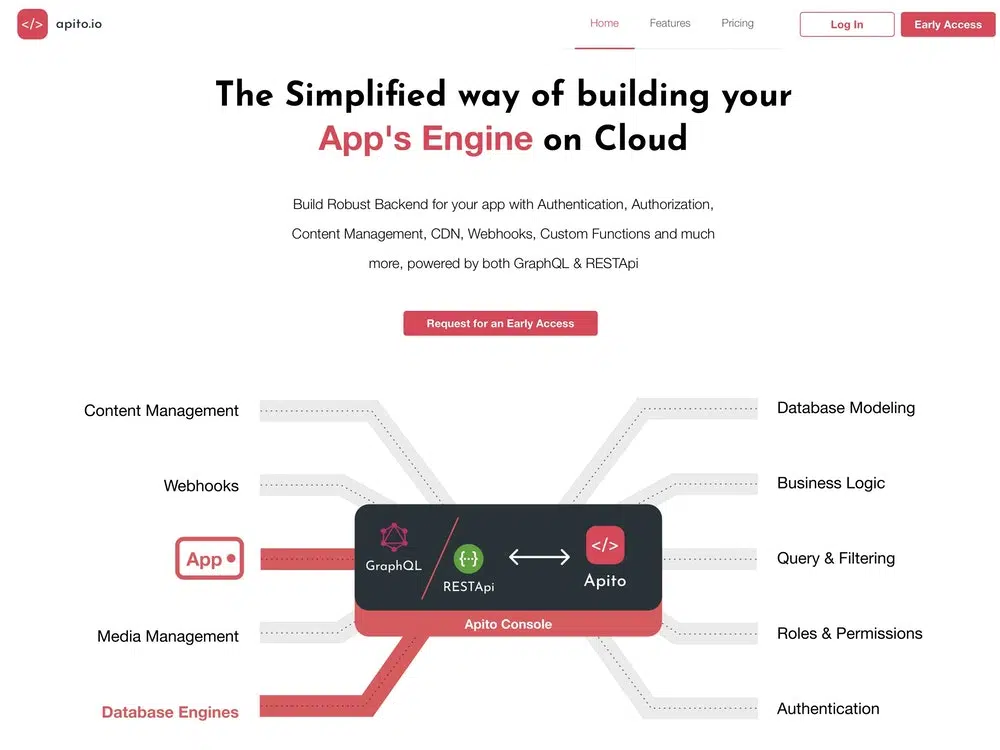 </> apito.io
Home Features Pricing Log In Early Access
The Simplified way of building your
App's Engine on Cloud
Build Robust Backend for your app with Authentication, Authorization,
Content Management, CDN, Webhooks, Custom Functions and much
more, powered by both GraphQL & RESTApi
Request for an Early Access
Content Management
Webhooks
App
Media Management
Database Engines
GraphQL
{··}
RESTApi
</>
Apito
Apito Console
Database Modeling
Business Logic
Query & Filtering
Roles & Permissions
Authentication